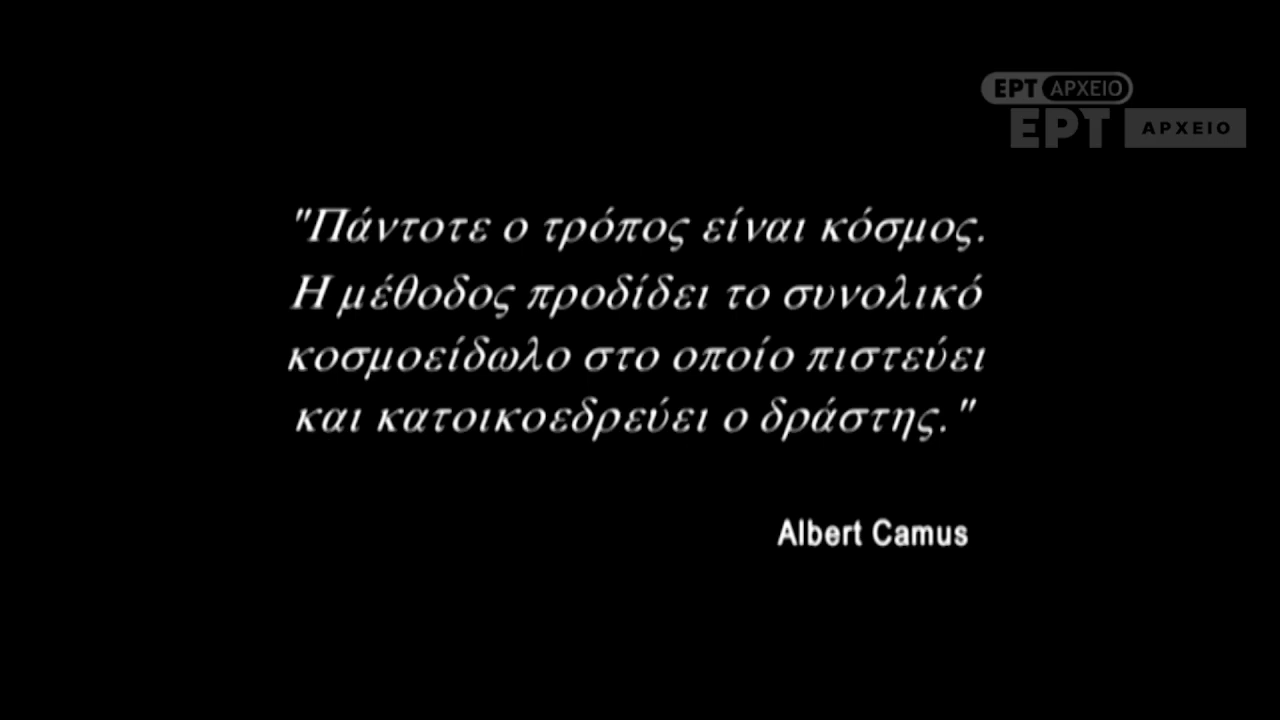 ΕΡΤ ΑΡΧΕΙΟ
ΕΡΤ ΑΡΧΕΙΟ
"Πάντοτε ο τρόπος είναι κόσμος.
Η μέθοδος προδίδει το συνολικό
κοσμοείδωλο στο οποίο πιστεύει
και κατοικοεδρεύει ο δράστης."
Albert Camus